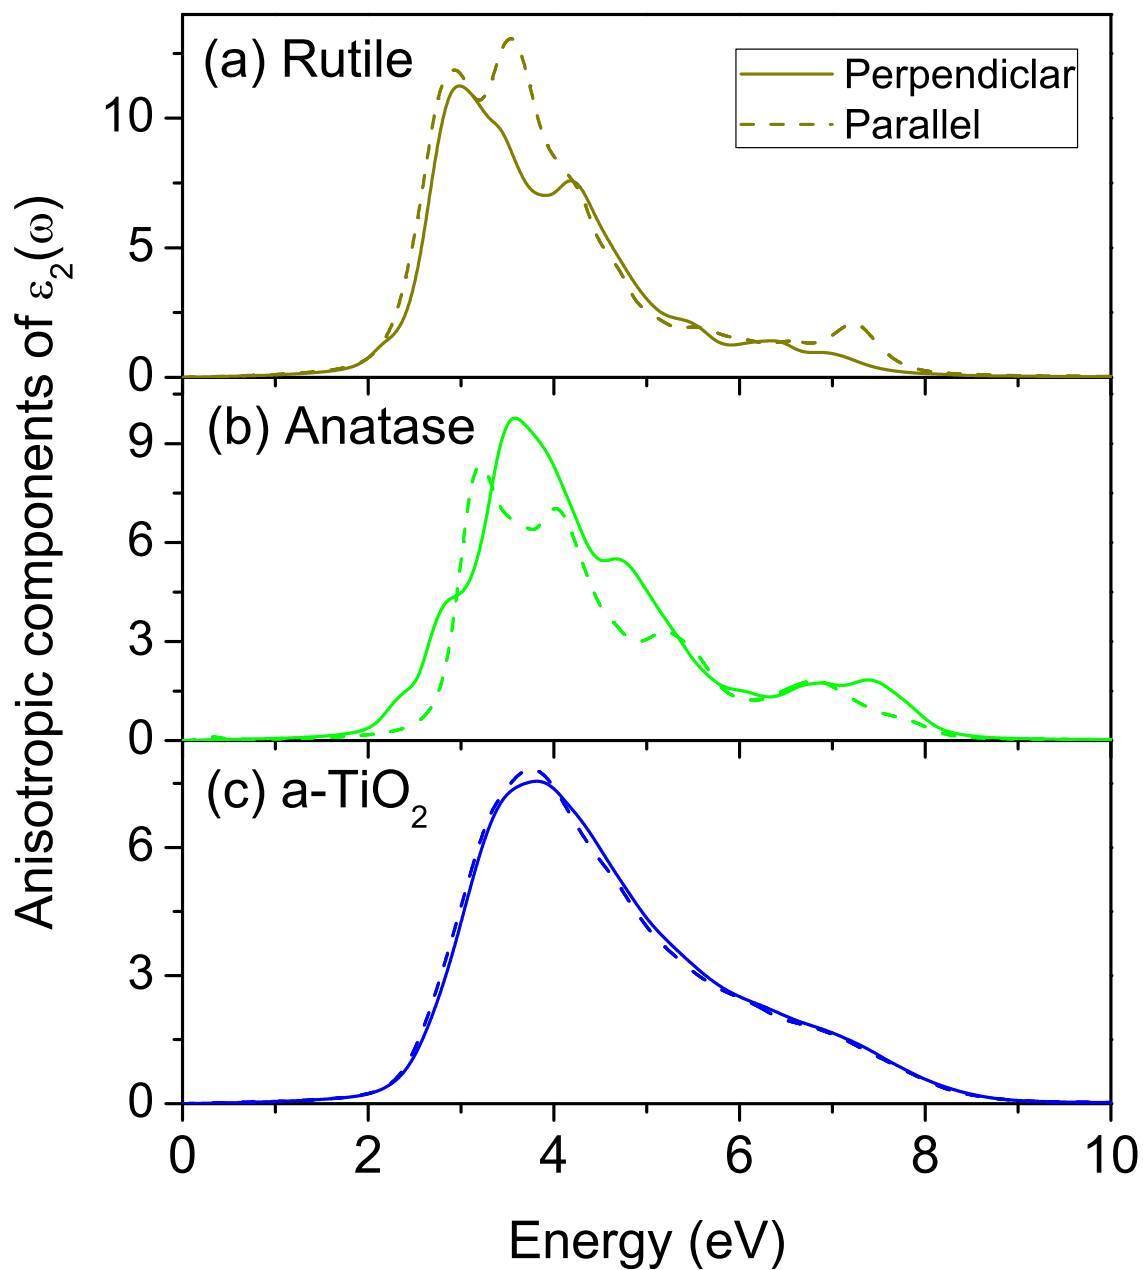 (a) Rutile
Perpendiclar
Parallel
10
5
0
(b) Anatase
9
6
3
0
(c) a-TiO₂
6
3
0
0 2 4 6 8 10
Energy (eV)
Anisotropic components of ε₂(ω)